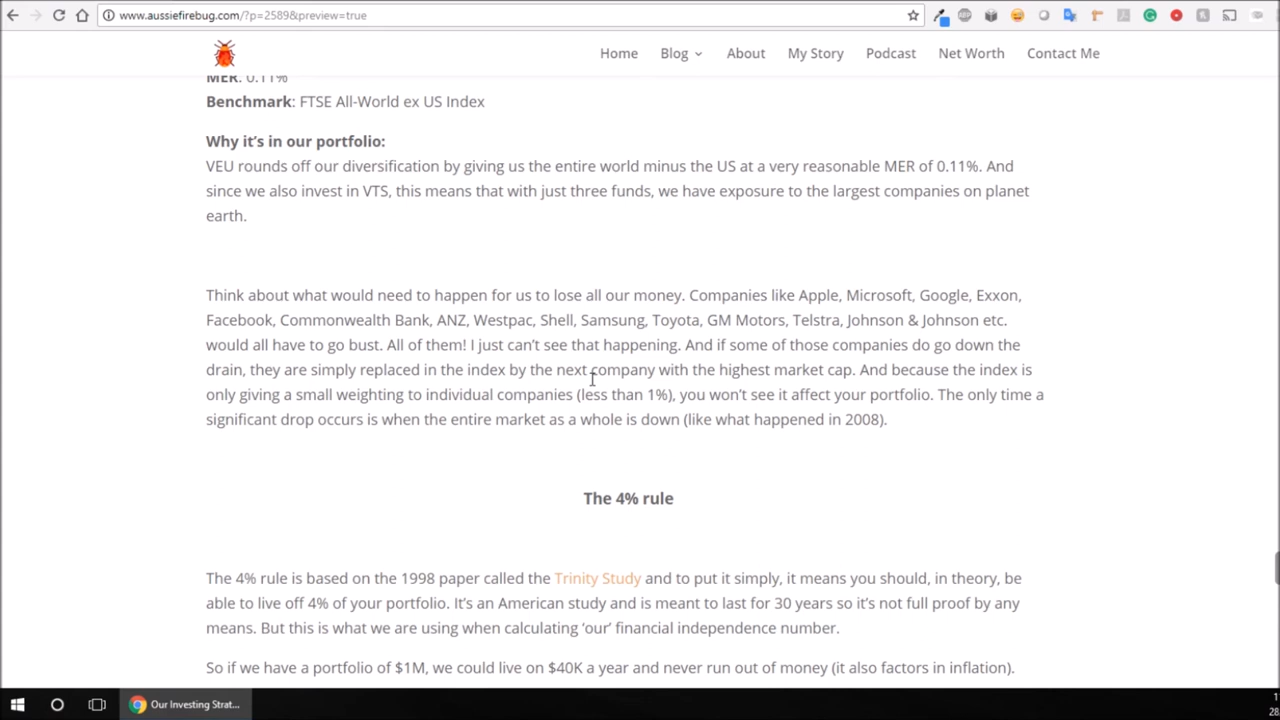 www.aussiefirebug.com/?p=2589&preview=true
Home Blog About My Story Podcast Net Worth Contact Me
MER: 0.11%
Benchmark: FTSE All-World ex US Index
Why it's in our portfolio:
VEU rounds off our diversification by giving us the entire world minus the US at a very reasonable MER of 0.11%. And
since we also invest in VTS, this means that with just three funds, we have exposure to the largest companies on planet
earth.
Think about what would need to happen for us to lose all our money. Companies like Apple, Microsoft, Google, Exxon,
Facebook, Commonwealth Bank, ANZ, Westpac, Shell, Samsung, Toyota, GM Motors, Telstra, Johnson & Johnson etc.
would all have to go bust. All of them! I just can't see that happening. And if some of those companies do go down the
drain, they are simply replaced in the index by the next company with the highest market cap. And because the index is
only giving a small weighting to individual companies (less than 1%), you won't see it affect your portfolio. The only time a
significant drop occurs is when the entire market as a whole is down (like what happened in 2008).
The 4% rule
The 4% rule is based on the 1998 paper called the Trinity Study and to put it simply, it means you should, in theory, be
able to live off 4% of your portfolio. It's an American study and is meant to last for 30 years so it's not full proof by any
means. But this is what we are using when calculating 'our' financial independence number.
So if we have a portfolio of $1M, we could live on $40K a year and never run out of money (it also factors in inflation).
Our Investing Strat...
1
28